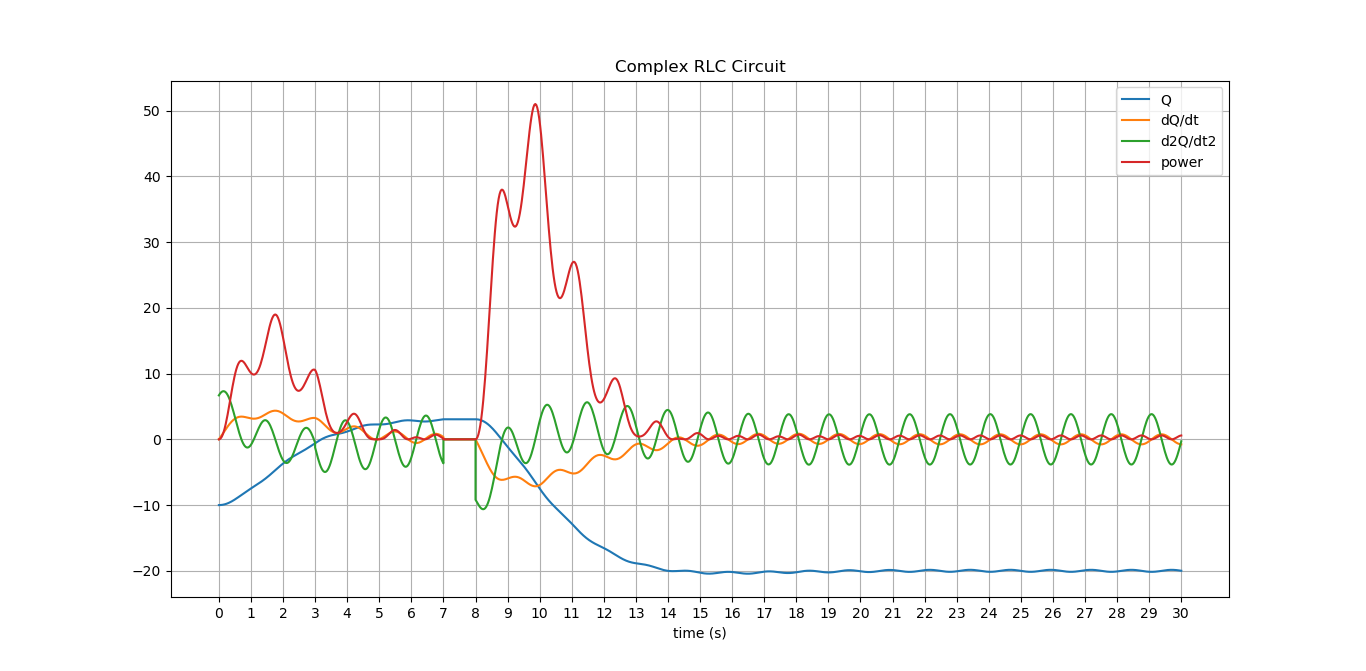 Complex RLC Circuit
Q
dQ/dt
d2Q/dt2
power
50
40
30
20
10
0
−10
−20
0 1 2 3 4 5 6 7 8 9 10 11 12 13 14 15 16 17 18 19 20 21 22 23 24 25 26 27 28 29 30
time (s)